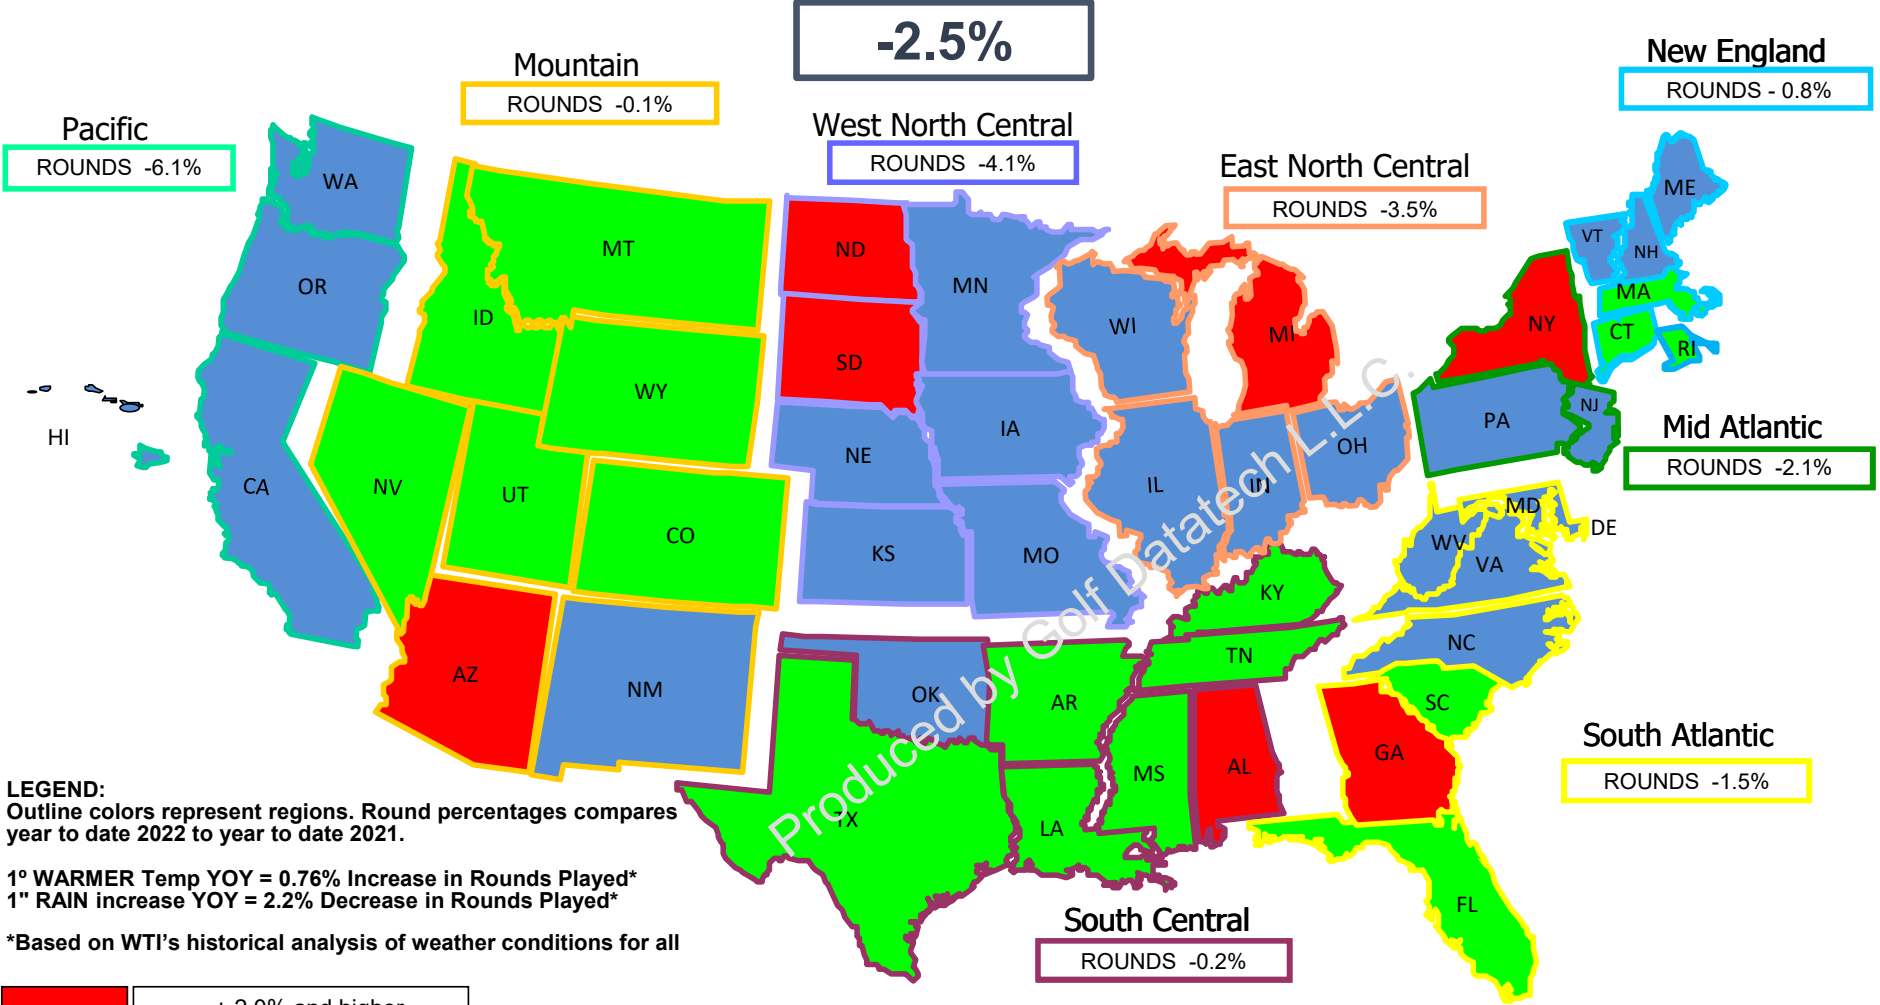 -2.5%
New England
ROUNDS - 0.8%
Mountain
ROUNDS -0.1%
Pacific
ROUNDS -6.1%
West North Central
ROUNDS -4.1%
East North Central
ROUNDS -3.5%
WA
OR
CA
HI
MT
ID
WY
NV
UT
CO
AZ
NM
ND
SD
MN
NE
IA
KS
MO
WI
MI
IL
IN
OH
ME
VT
NH
MA
CT
RI
NY
PA
NJ
Mid Atlantic
ROUNDS -2.1%
MD
DE
WV
VA
NC
SC
GA
FL
KY
TN
OK
AR
TX
LA
MS
AL
South Atlantic
ROUNDS -1.5%
South Central
ROUNDS -0.2%
Produced by Golf Datatech L.L.C.
LEGEND:
Outline colors represent regions. Round percentages compares
year to date 2022 to year to date 2021.
1º WARMER Temp YOY = 0.76% Increase in Rounds Played*
1" RAIN increase YOY = 2.2% Decrease in Rounds Played*
*Based on WTI's historical analysis of weather conditions for all
+ 2.0% and higher